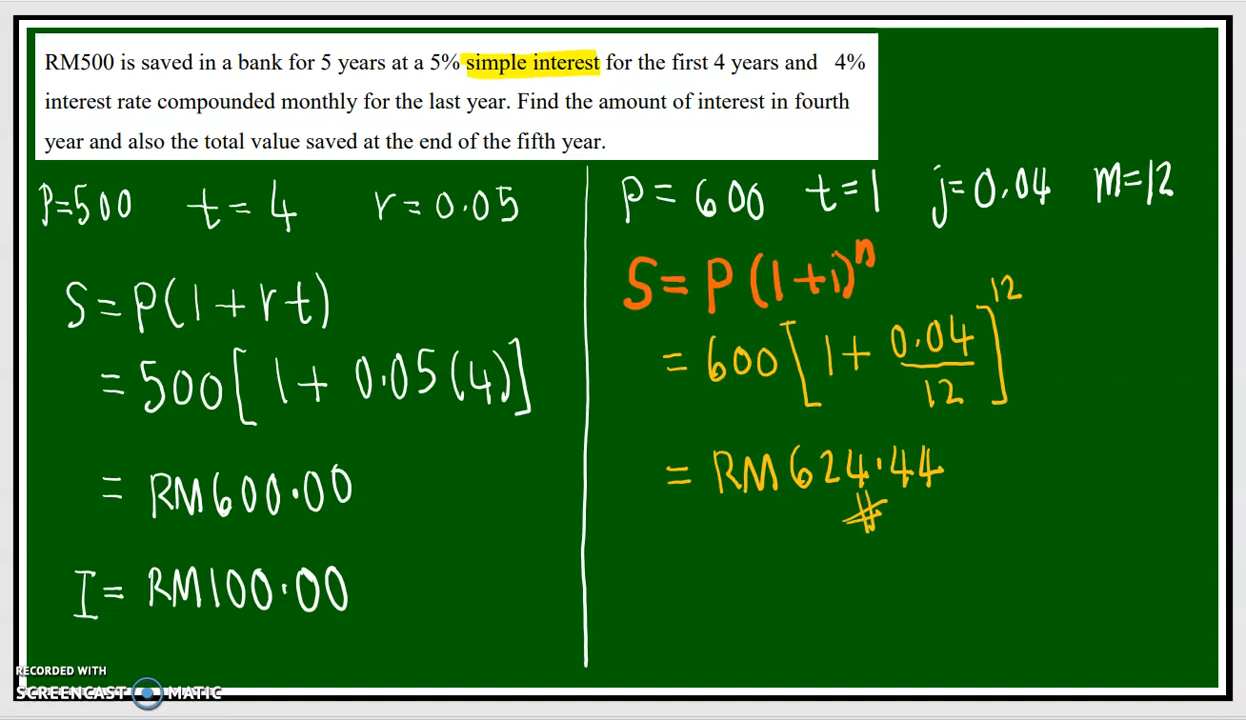 RM500 is saved in a bank for 5 years at a 5% simple interest for the first 4 years and 4%
interest rate compounded monthly for the last year. Find the amount of interest in fourth
year and also the total value saved at the end of the fifth year.
P=500 t=4 r=0.05
S=P(1+rt)
=500[1+0.05(4)]
=RM600.00
I=RM100.00
P=600 t=1 j=0.04 m=12
S=P(1+i)^n
=600[1+0.04/12]^12
=RM624.44
#
RECORDED WITH
SCREENCAST MATIC